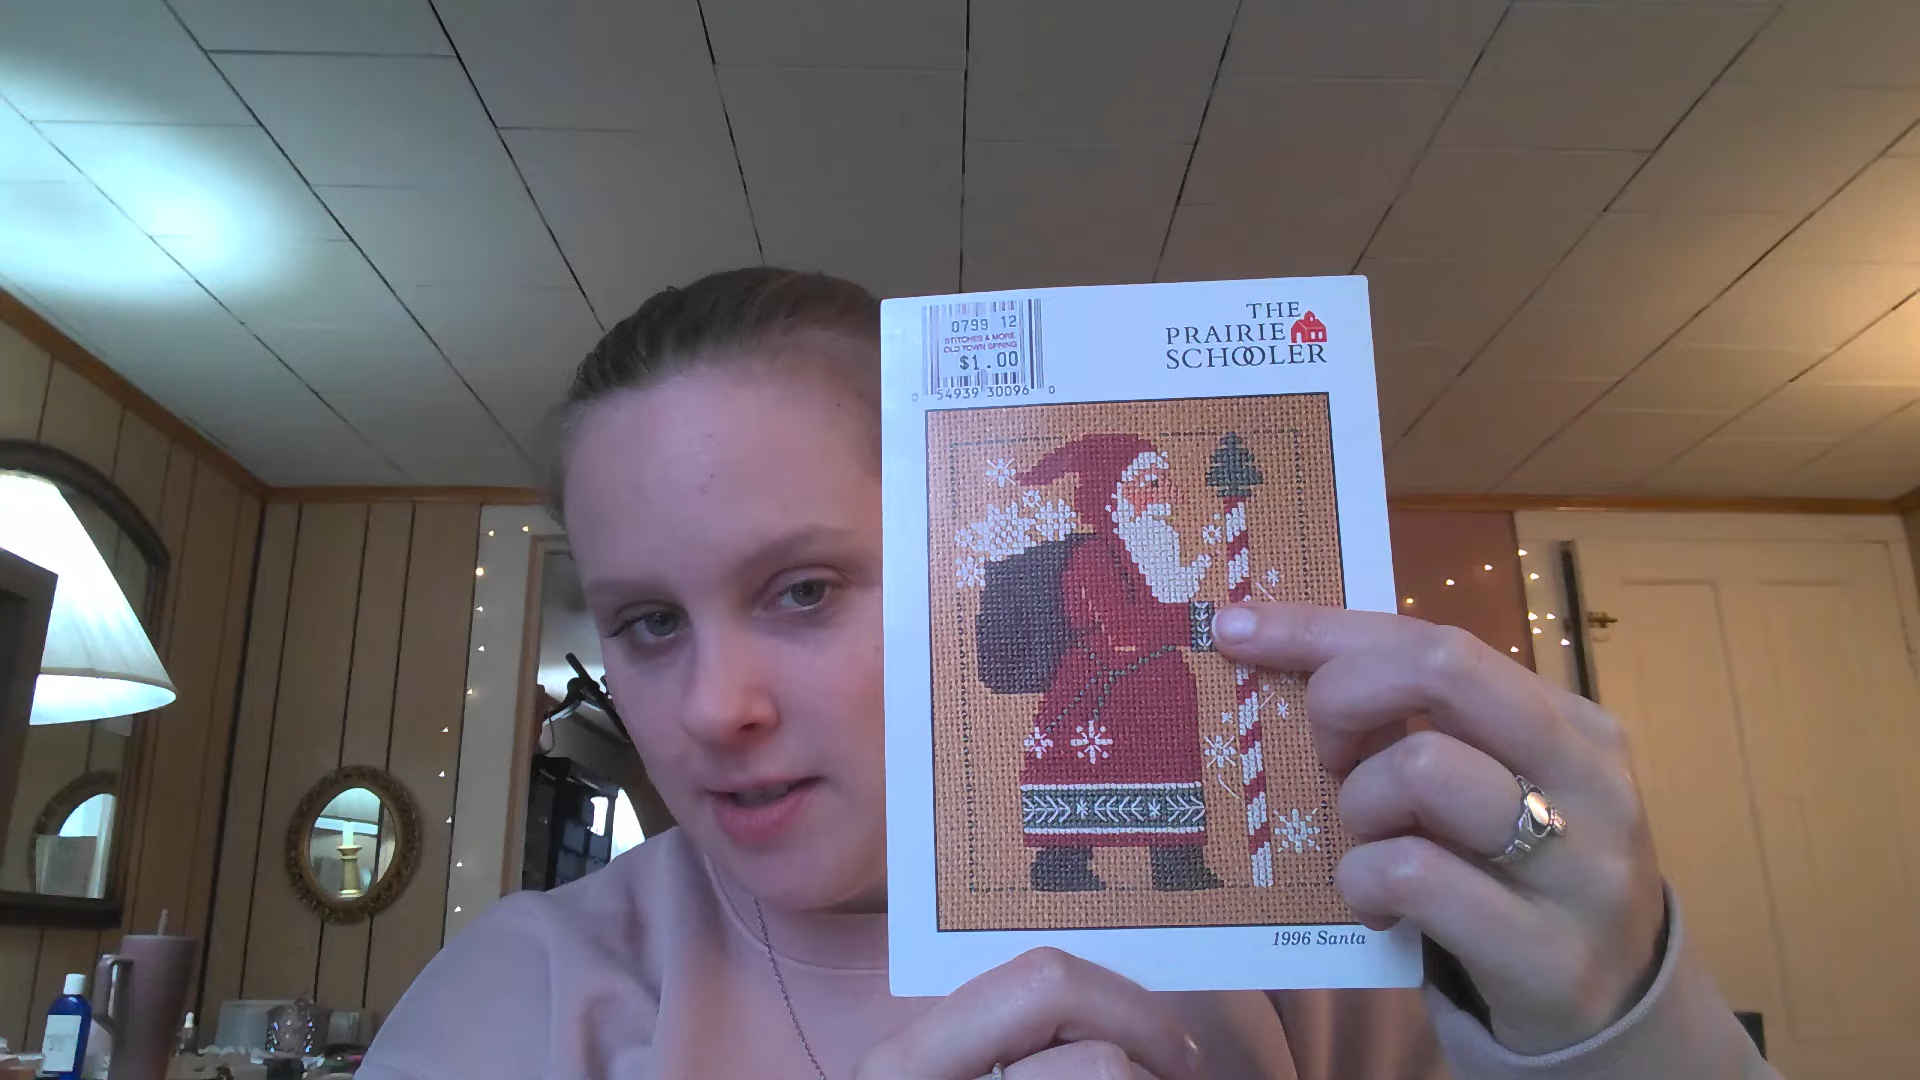 0799 12
STITCHES & MORE
OLD TOWN SPRING
$1.00
0 54939 30096 0
THE
PRAIRIE
SCHOOLER
1996 Santa